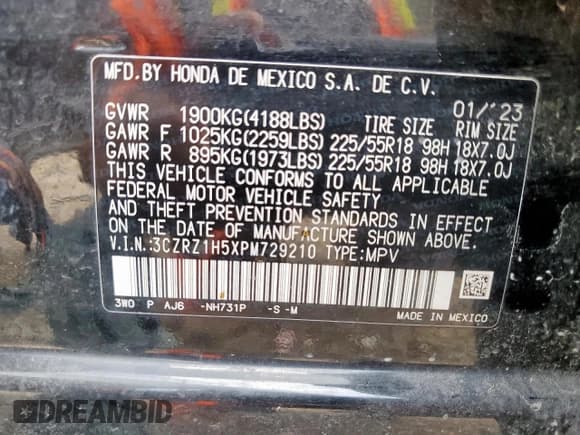 MFD.BY HONDA DE MEXICO S.A. DE C.V.
01/'23
GVWR 1900KG(4188LBS) TIRE SIZE RIM SIZE
GAWR F 1025KG(2259LBS) 225/55R18 98H 18X7.0J
GAWR R 895KG(1973LBS) 225/55R18 98H 18X7.0J
THIS VEHICLE CONFORMS TO ALL APPLICABLE
FEDERAL MOTOR VEHICLE SAFETY
AND THEFT PREVENTION STANDARDS IN EFFECT
ON THE DATE OF MANUFACTURE SHOWN ABOVE.
V.I.N.:3CZRZ1H5XPM729210 TYPE:MPV
3W0 P AJ6 -NH731P -S -M
MADE IN MEXICO
DREAMBID